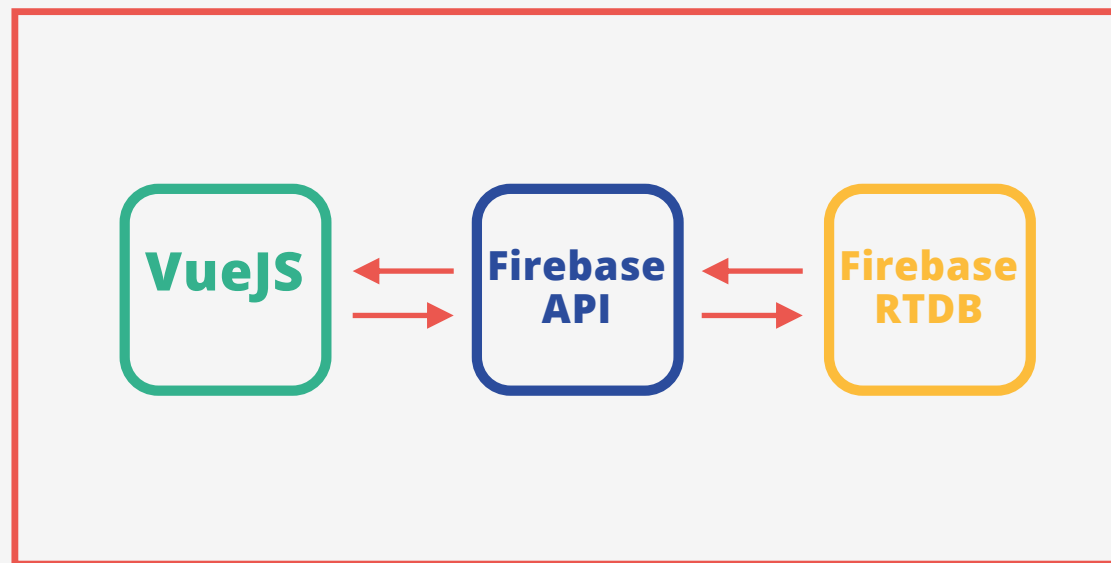 VueJS
Firebase
API
Firebase
RTDB